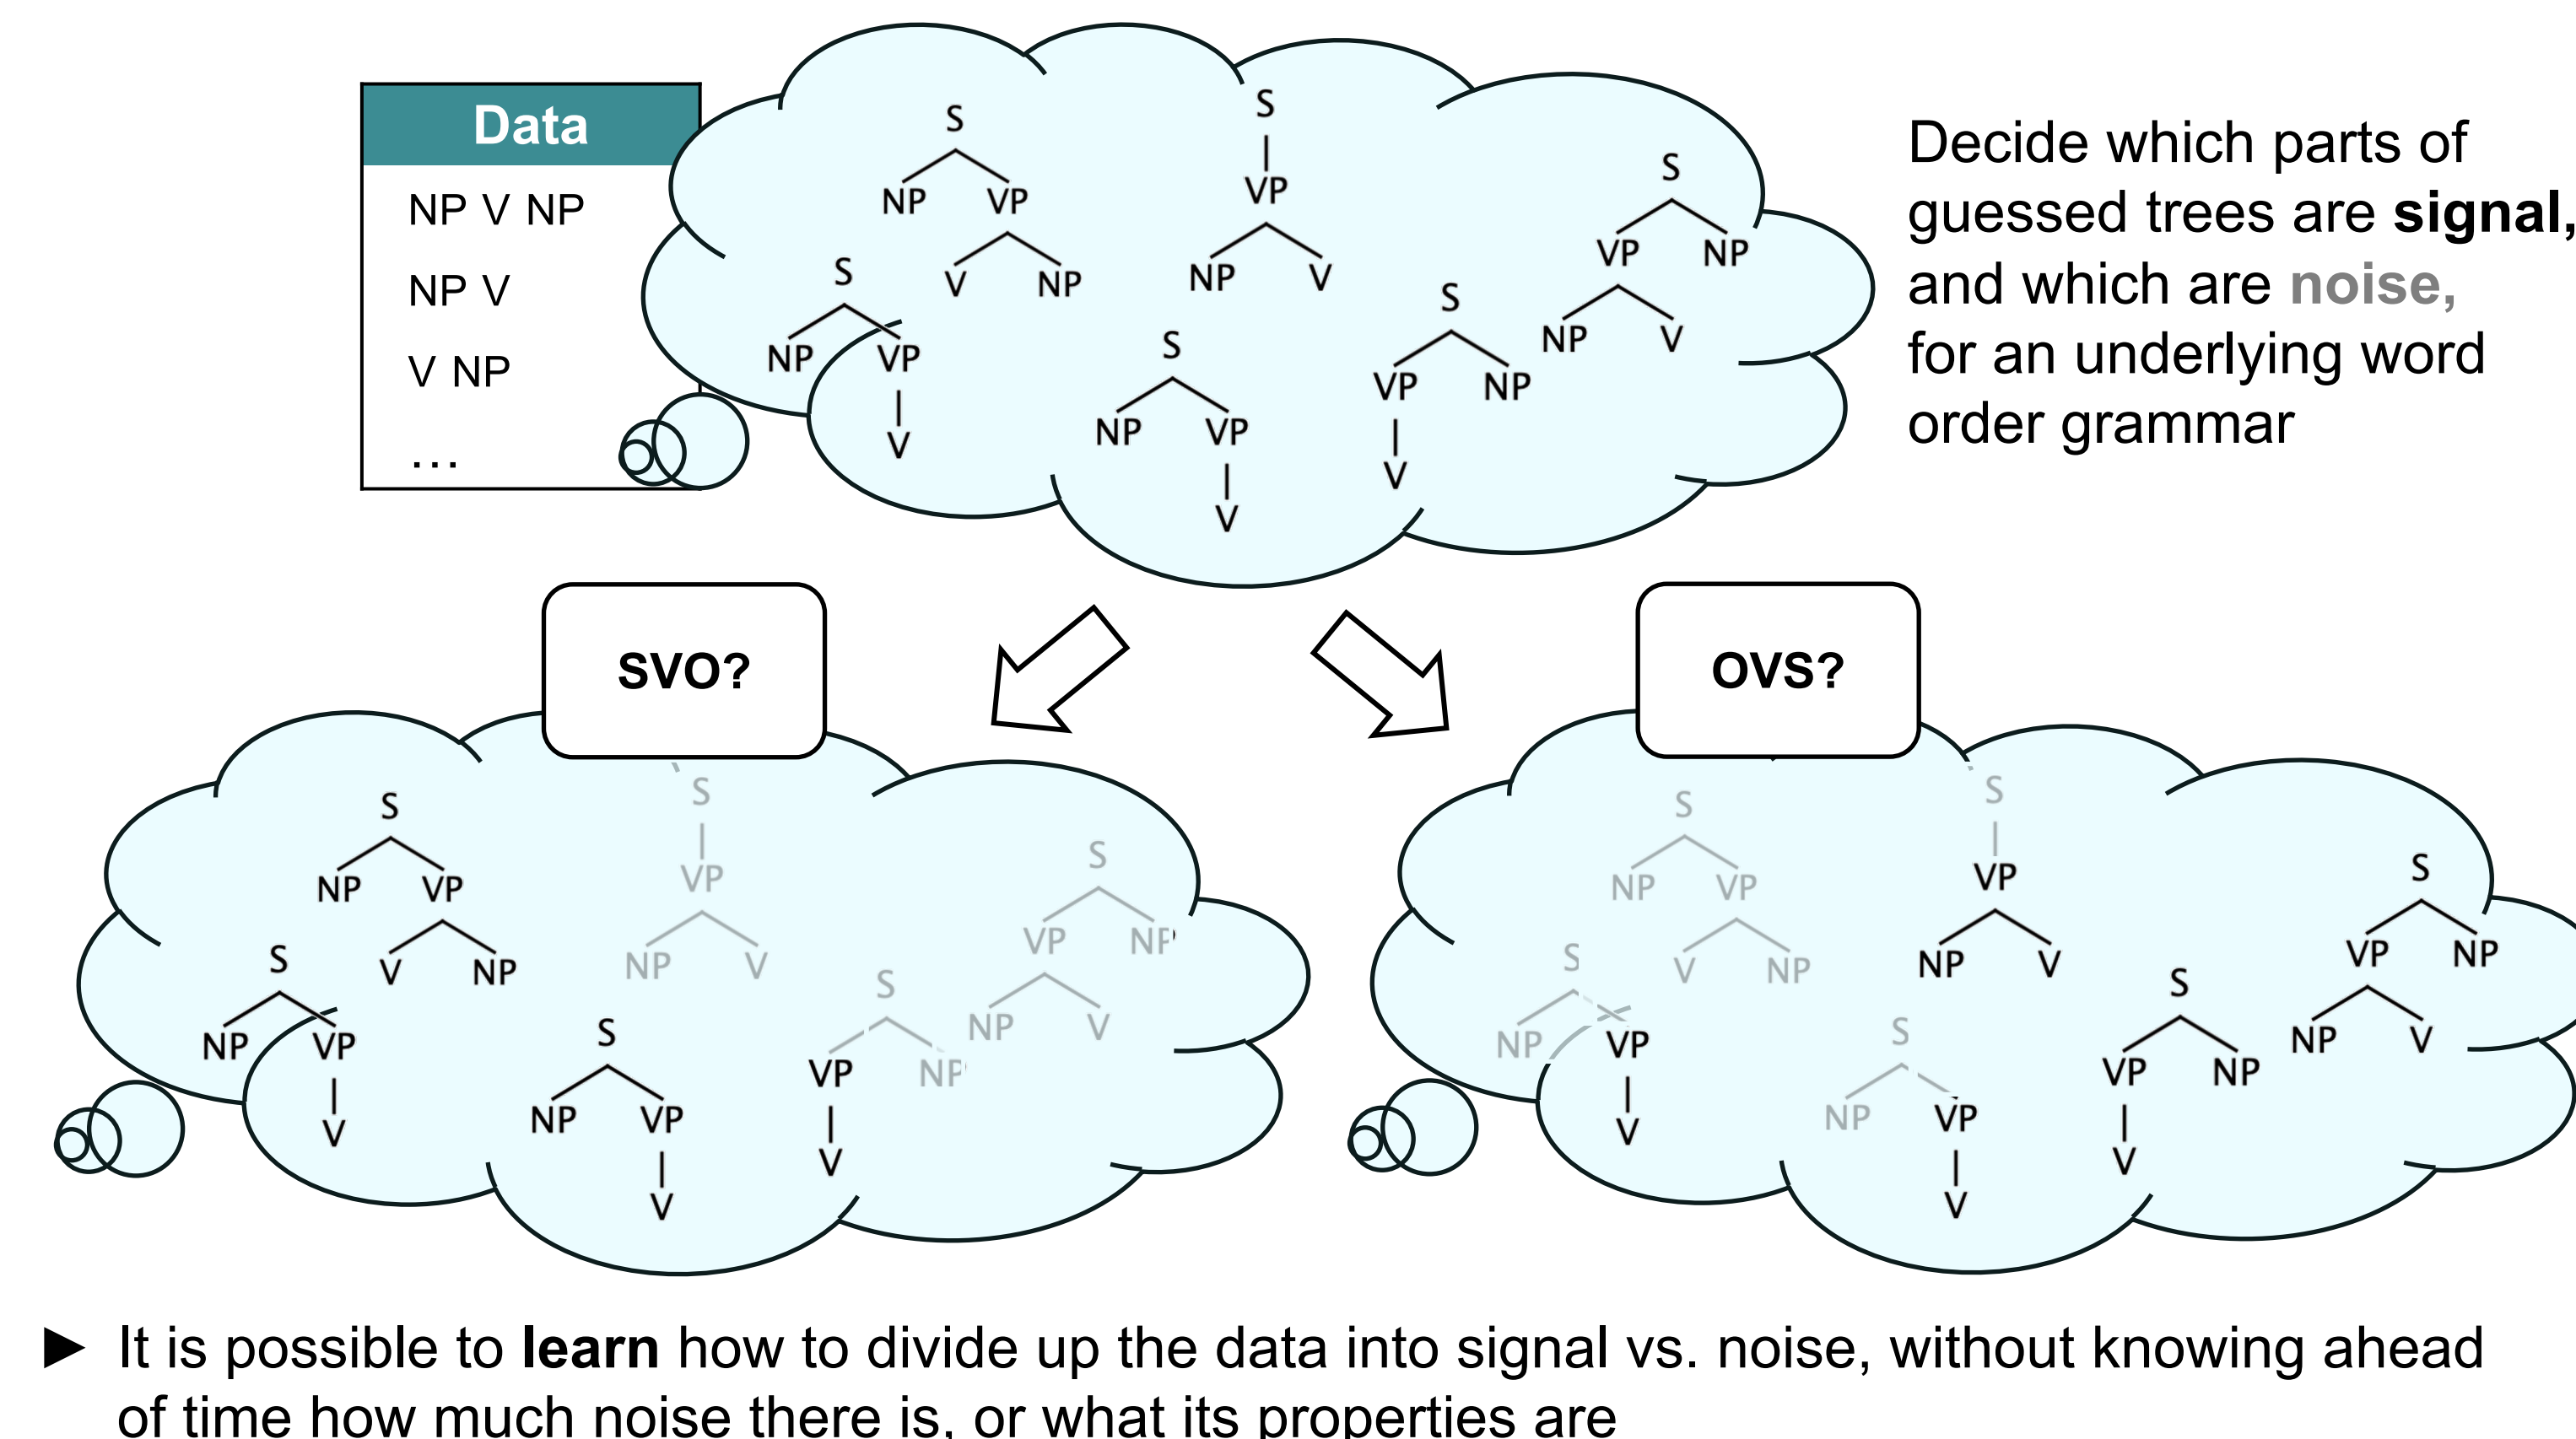 Data
NP V NP
NP V
V NP
…
S
NP VP
V NP
S
VP
NP V
S
VP NP
NP V
S
NP VP
V
S
NP VP
V
S
VP NP
V
Decide which parts of
guessed trees are signal,
and which are noise,
for an underlying word
order grammar
SVO?
S
NP VP
V NP
S
VP
NP V
S
VP NP
NP V
S
NP VP
V
S
NP VP
V
S
VP NP
V
OVS?
S
NP VP
V NP
S
VP
NP V
S
VP NP
NP V
S
NP VP
V
S
NP VP
V
S
VP NP
V
► It is possible to learn how to divide up the data into signal vs. noise, without knowing ahead
of time how much noise there is, or what its properties are